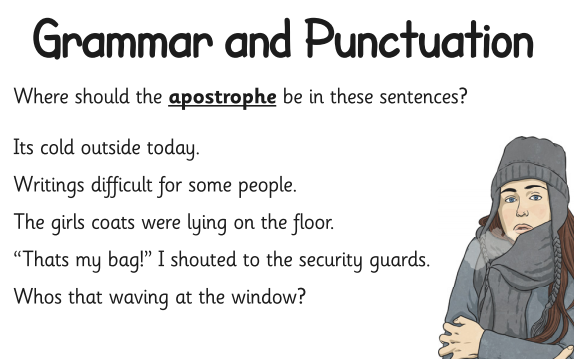 Grammar and Punctuation
Where should the apostrophe be in these sentences?
Its cold outside today.
Writings difficult for some people.
The girls coats were lying on the floor.
“Thats my bag!” I shouted to the security guards.
Whos that waving at the window?